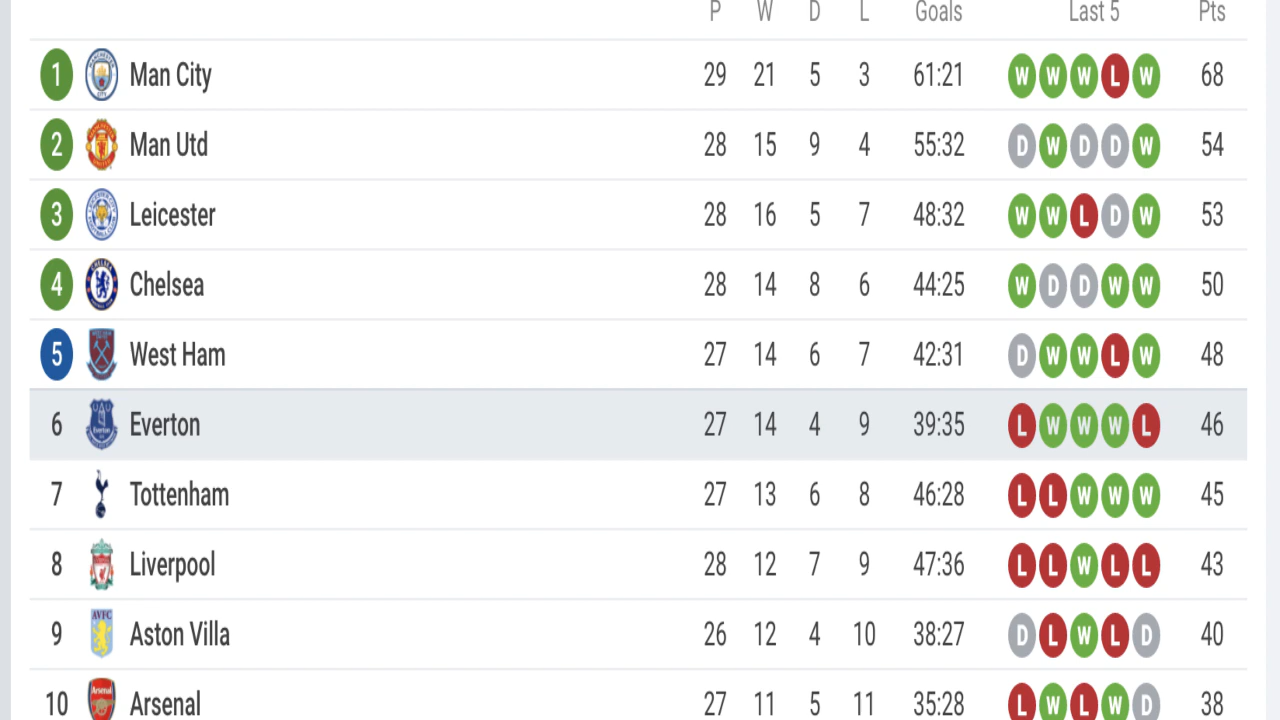 P W D L Goals Last 5 Pts
1 Man City 29 21 5 3 61:21 W W W L W 68
2 Man Utd 28 15 9 4 55:32 D W D D W 54
3 Leicester 28 16 5 7 48:32 W W L D W 53
4 Chelsea 28 14 8 6 44:25 W D D W W 50
5 West Ham 27 14 6 7 42:31 D W W L W 48
6 Everton 27 14 4 9 39:35 L W W W L 46
7 Tottenham 27 13 6 8 46:28 L L W W W 45
8 Liverpool 28 12 7 9 47:36 L L W L L 43
9 AVFC Aston Villa 26 12 4 10 38:27 D L W L D 40
10 Arsenal Arsenal 27 11 5 11 35:28 L W L W D 38